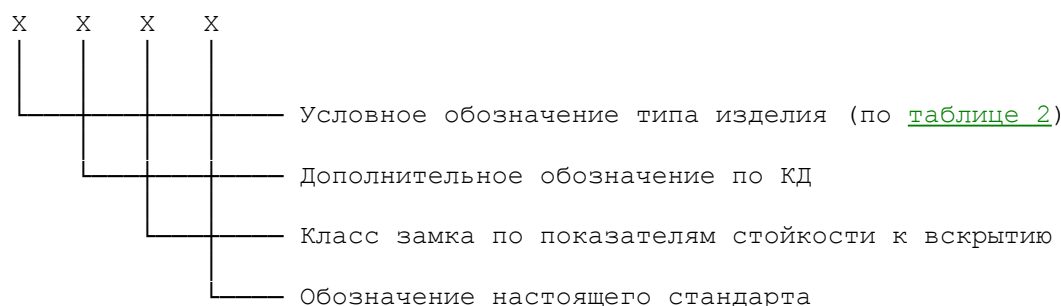 X X X X
Условное обозначение типа изделия (по таблице 2)
Дополнительное обозначение по КД
Класс замка по показателям стойкости к вскрытию
Обозначение настоящего стандарта